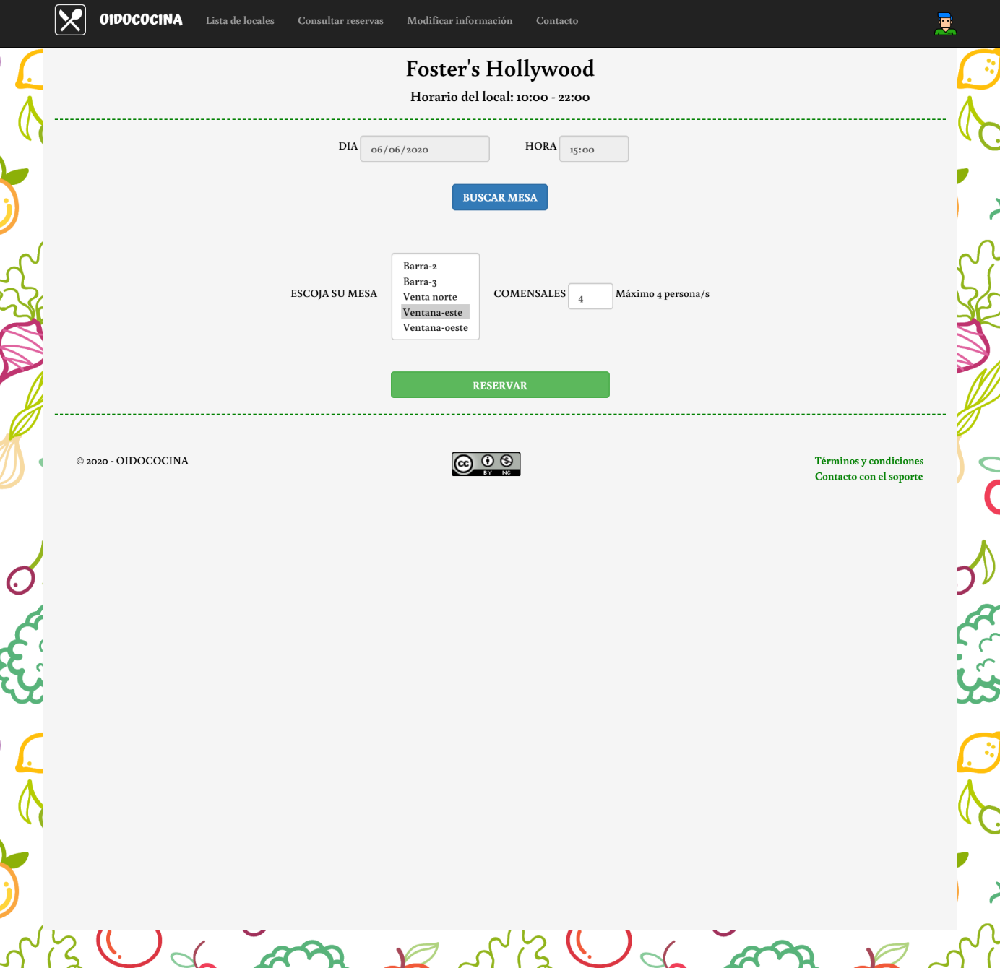 OIDOCOCINA Lista de locales Consultar reservas Modificar información Contacto
Foster's Hollywood
Horario del local: 10:00 - 22:00
DIA 06/06/2020 HORA 15:00
BUSCAR MESA
ESCOJA SU MESA
Barra-2
Barra-3
Venta norte
Ventana-este
Ventana-oeste
COMENSALES 4 Máximo 4 persona/s
RESERVAR
© 2020 - OIDOCOCINA
cc BY NC
Términos y condiciones
Contacto con el soporte